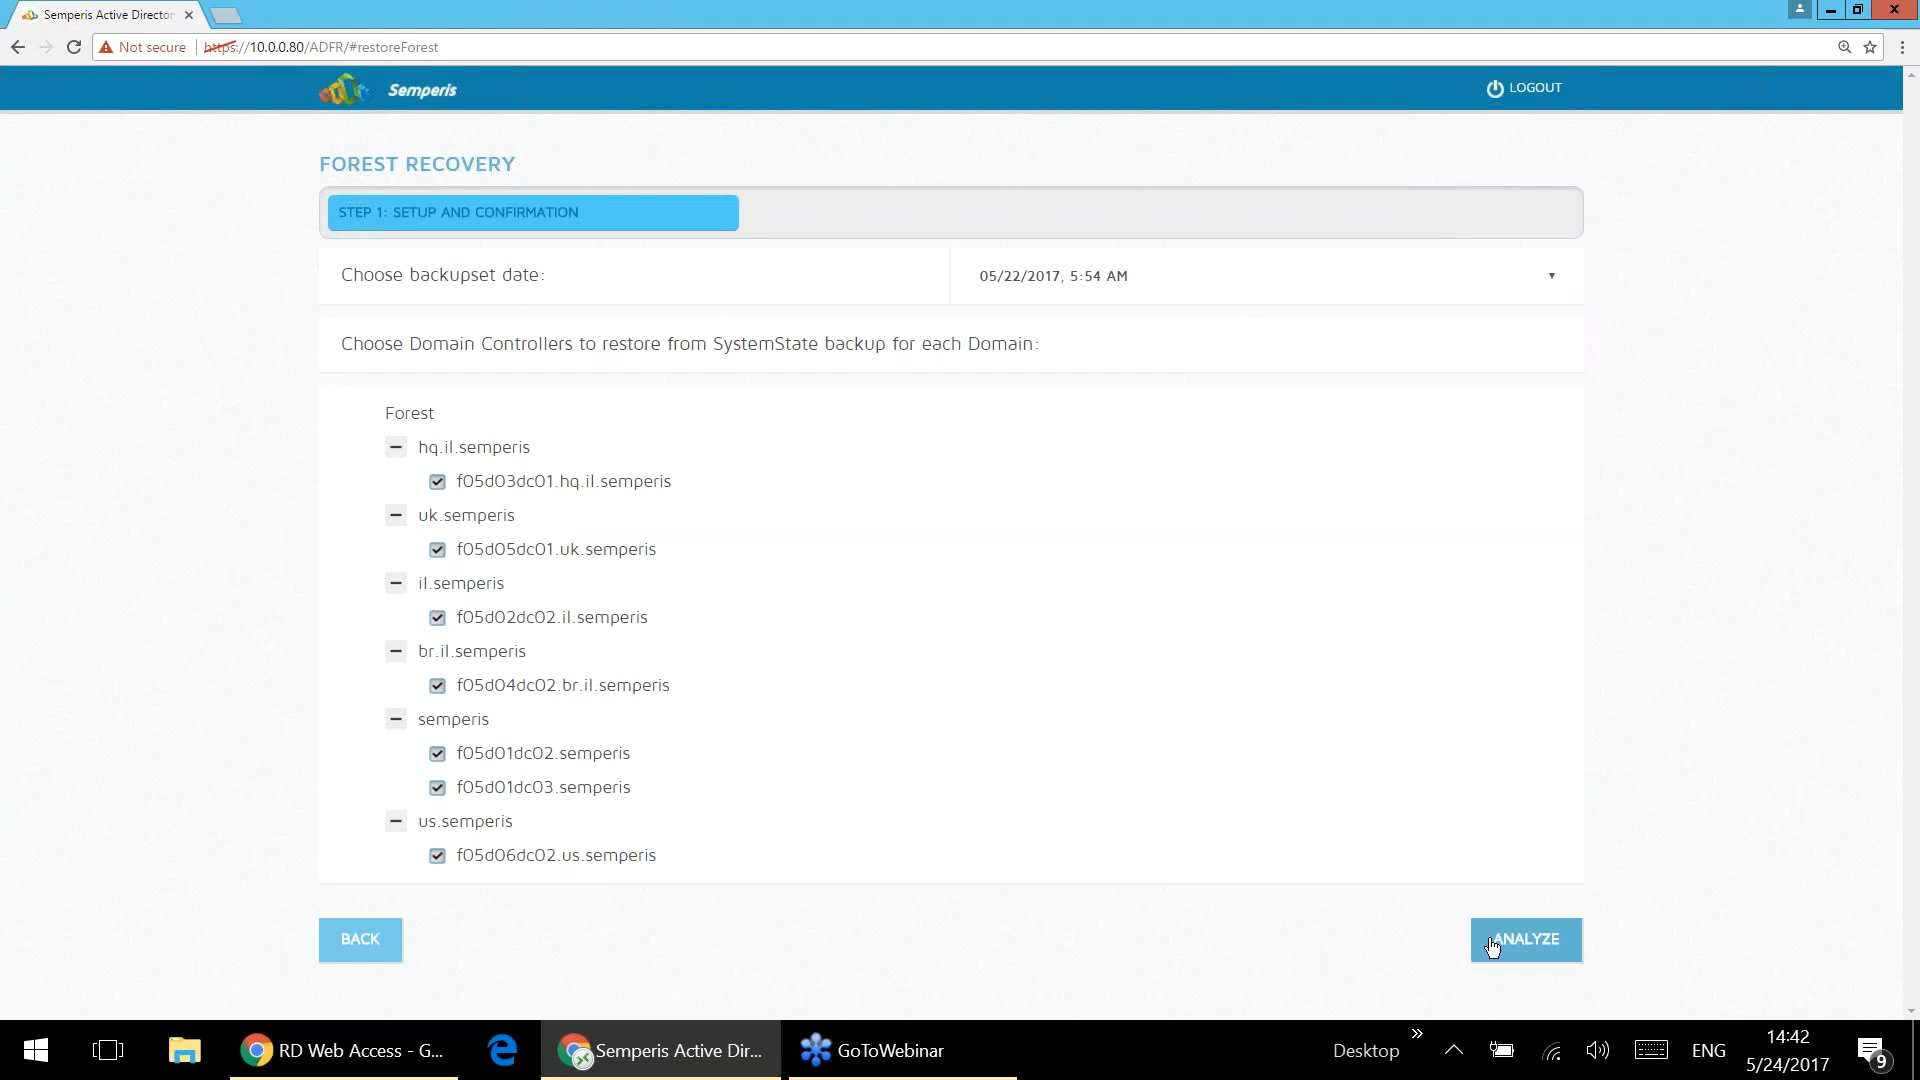 Semperis Active Director
Not secure
https://10.0.0.80/ADFR/#restoreForest
Semperis
LOGOUT
FOREST RECOVERY
STEP 1: SETUP AND CONFIRMATION
Choose backupset date:
05/22/2017, 5:54 AM
Choose Domain Controllers to restore from SystemState backup for each Domain:
Forest
hq.il.semperis
f05d03dc01.hq.il.semperis
uk.semperis
f05d05dc01.uk.semperis
il.semperis
f05d02dc02.il.semperis
br.il.semperis
f05d04dc02.br.il.semperis
semperis
f05d01dc02.semperis
f05d01dc03.semperis
us.semperis
f05d06dc02.us.semperis
BACK
ANALYZE
RD Web Access - G...
Semperis Active Dir...
GoToWebinar
Desktop
ENG
14:42
5/24/2017
9